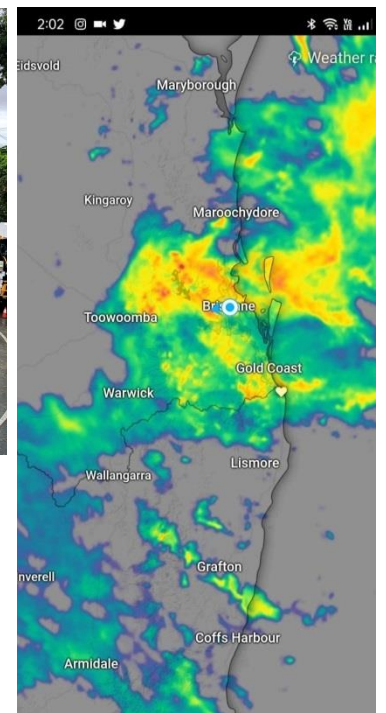 2:02
Weather ra
Eidsvold
Maryborough
Kingaroy
Maroochydore
Brisbane
Toowoomba
Gold Coast
Warwick
Lismore
Wallangarra
Grafton
nverell
Coffs Harbour
Armidale